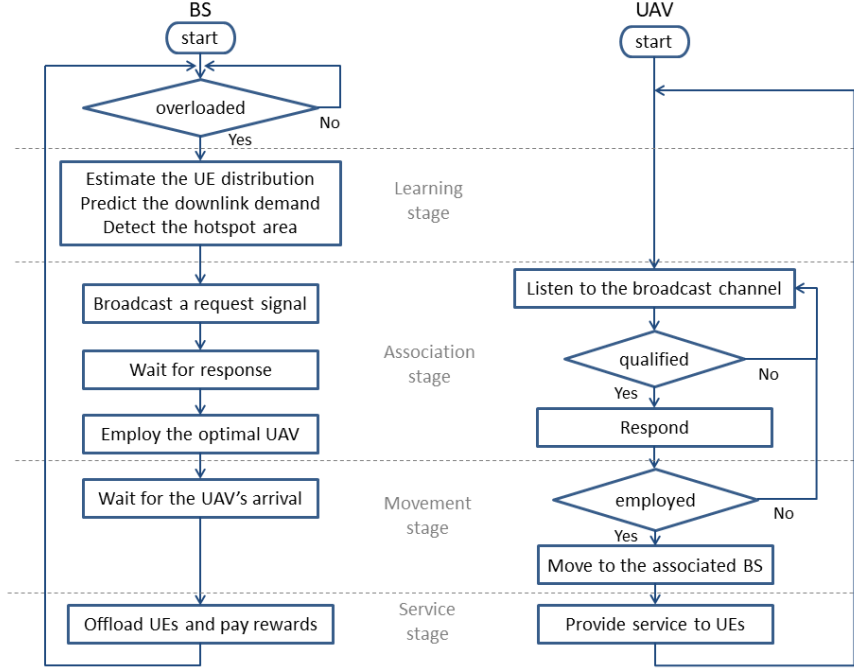 BS
start
overloaded
No
Yes
Estimate the UE distribution
Predict the downlink demand
Detect the hotspot area
Broadcast a request signal
Wait for response
Employ the optimal UAV
Wait for the UAV's arrival
Offload UEs and pay rewards
Learning
stage
Association
stage
Movement
stage
Service
stage
UAV
start
Listen to the broadcast channel
qualified
No
Yes
Respond
employed
No
Yes
Move to the associated BS
Provide service to UEs